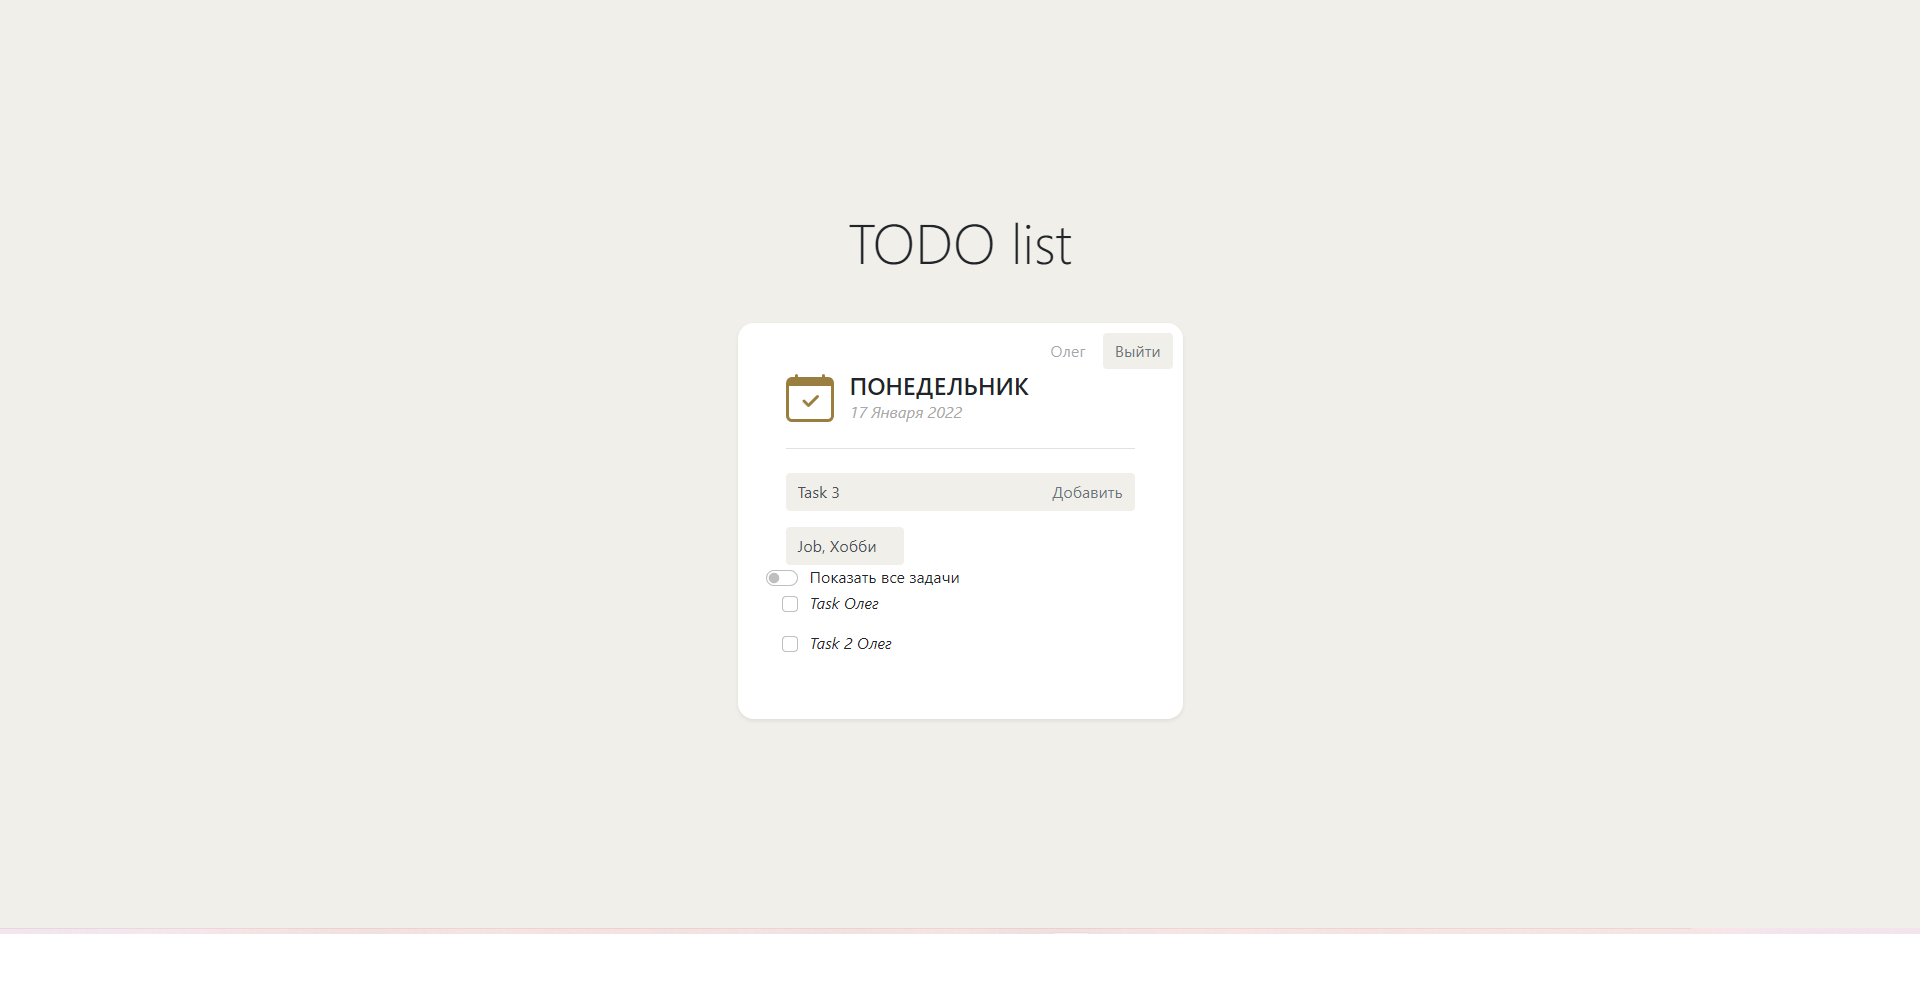 TODO list
Олег Выйти
ПОНЕДЕЛЬНИК
17 Января 2022
Task 3 Добавить
Job, Хобби
Показать все задачи
Task Олег
Task 2 Олег